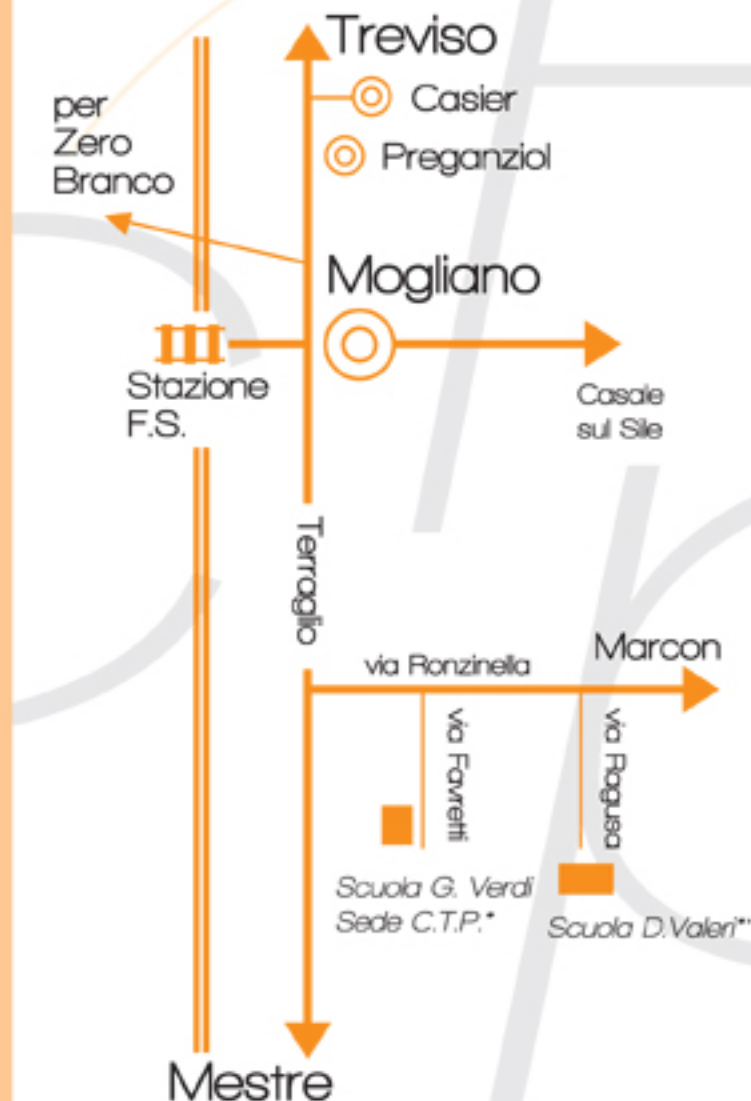 Treviso
Casier
per
Zero
Branco
Preganziol
Mogliano
Stazione
F.S.
Casale
sul Sile
Terraglio
via Ronzinella
Marcon
via Favretti
via Ragusa
Scuola G. Verdi
Sede C.T.P.*
Scuola D.Valeri**
Mestre